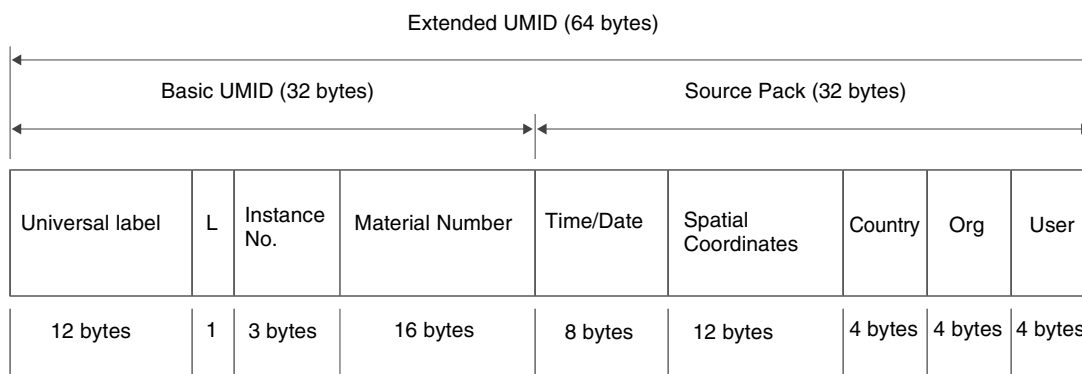 Extended UMID (64 bytes)
Basic UMID (32 bytes)
Source Pack (32 bytes)
Universal label
L
Instance
No.
Material Number
Time/Date
Spatial
Coordinates
Country
Org
User
12 bytes
1
3 bytes
16 bytes
8 bytes
12 bytes
4 bytes
4 bytes
4 bytes